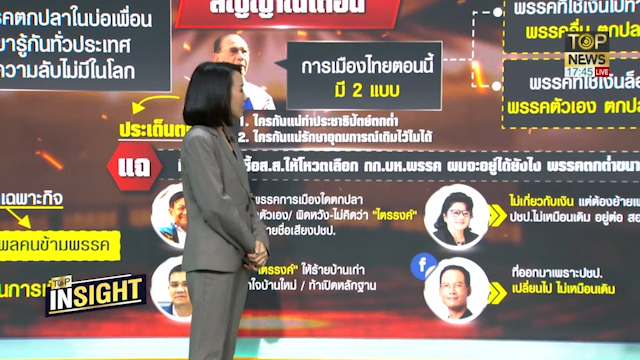 สัญญาณเตือน
รคตกปลาในบ่อเพื่อน
ารู้กันทั่วประเทศ
ความลับไม่มีในโลก
การเมืองไทยตอนนี้
มี 2 แบบ
พรรคที่ใช้เงินไปท
พรรคอื่น ตกปล
พรรคที่ใช้เงินล็อ
พรรคตัวเอง ตกปล
TOP
NEWS
17:45 LIVE
ประเด็นต
1. ใครกันแน่ทำประชาธิปัตย์ตกต่ำ
2. ใครกันแน่รักษาอุดมการณ์เดิมไว้ไม่ได้
แฉ
ซื้อส.ส.ให้โหวตเลือก กก.บห.พรรค ผมจะอยู่ได้ยังไง พรรคตกต่ำขนา
เฉพาะกิจ
พลคนข้ามพรรค
พรรคการเมืองใดตกปลา
ตัวเอง/ ผิดหวัง-ไม่คิดว่า "ไตรรงค์"
ายชื่อเสียงปชป.
ไม่เกี่ยวกับเงิน แต่ต้องย้ายเพ
ปชป.ไม่เหมือนเดิม อยู่ต่อ
"ไตรรงค์" ให้ร้ายบ้านเก่า
าใจบ้านใหม่ / ท้าเปิดหลักฐาน
f
ที่ออกมาเพราะปชป.
เปลี่ยนไป ไม่เหมือนเดิม
TOP
INSIGHT